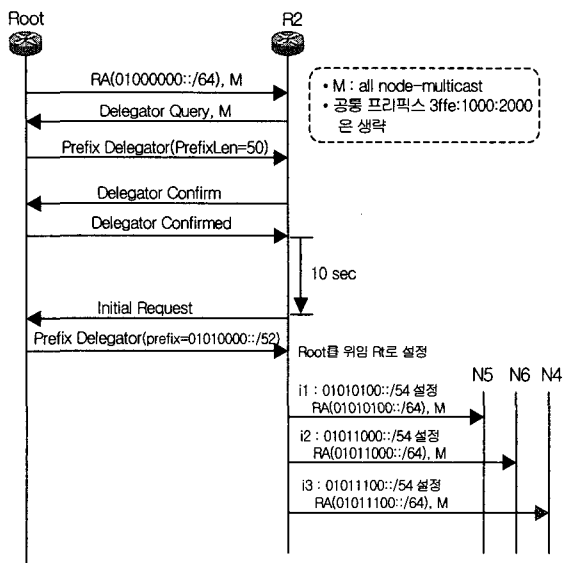 Root
R2
RA(01000000::/64), M
• M : all node-multicast
• 공통 프리픽스 3ffe:1000:2000
은 생략
Delegator Query, M
Prefix Delegator(PrefixLen=50)
Delegator Confirm
Delegator Confirmed
10 sec
Initial Request
Prefix Delegator(prefix=01010000::/52)
Root를 위임 Rt로 설정
N5 N6 N4
i1 : 01010100::/54 설정
RA(01010100::/64), M
i2 : 01011000::/54 설정
RA(01011000::/64), M
i3 : 01011100::/54 설정
RA(01011100::/64), M